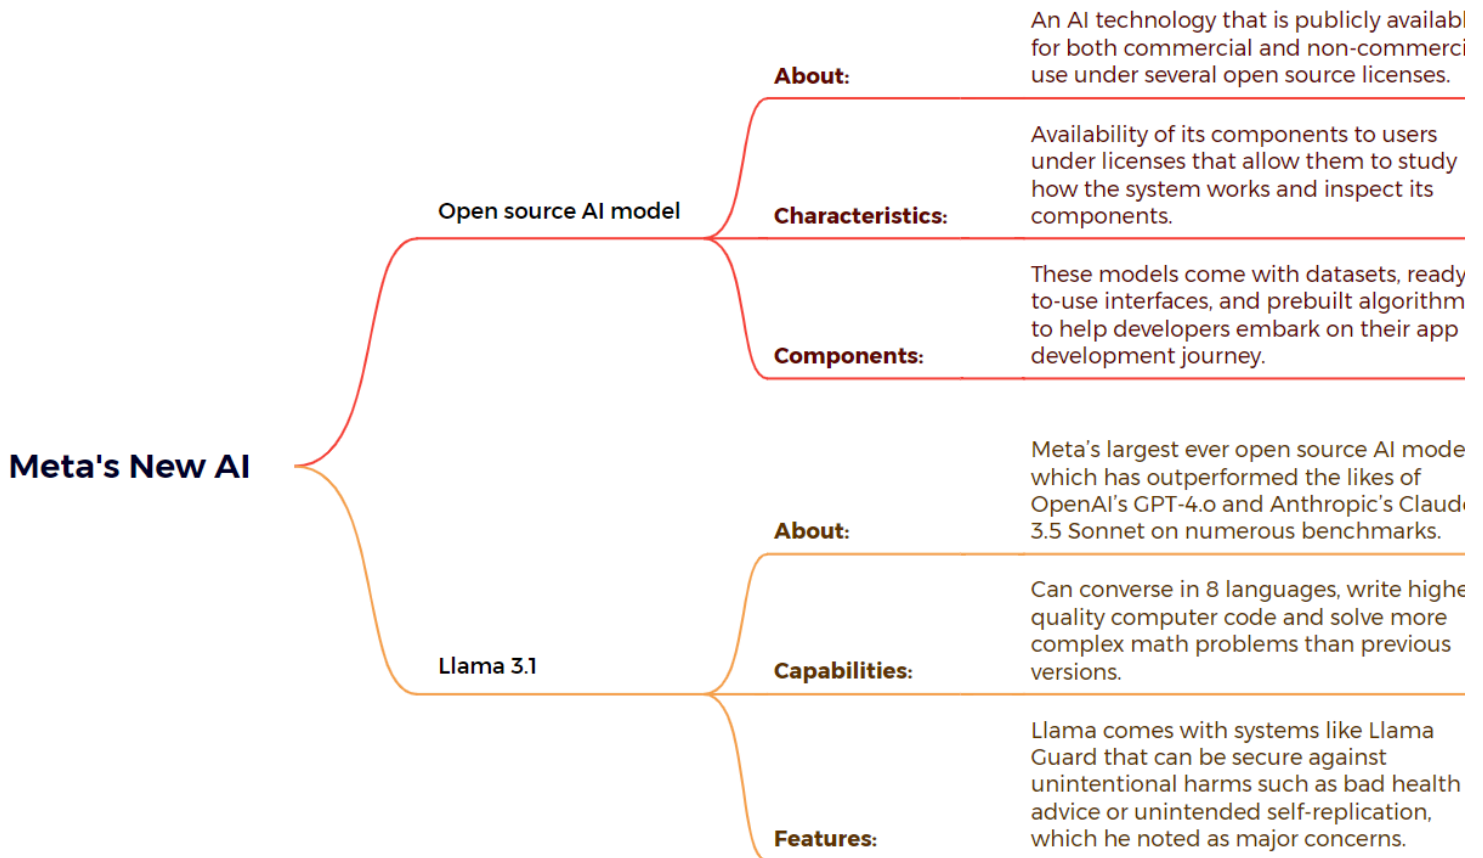 An AI technology that is publicly availabl
for both commercial and non-commerci
About:
use under several open source licenses.
Availability of its components to users
under licenses that allow them to study
how the system works and inspect its
Open source AI model
Characteristics:
components.
These models come with datasets, ready
to-use interfaces, and prebuilt algorithm
to help developers embark on their app
Components:
development journey.
Meta's New AI
Meta’s largest ever open source AI mode
which has outperformed the likes of
OpenAI’s GPT-4.o and Anthropic’s Claude
About:
3.5 Sonnet on numerous benchmarks.
Can converse in 8 languages, write highe
quality computer code and solve more
complex math problems than previous
Llama 3.1
Capabilities:
versions.
Llama comes with systems like Llama
Guard that can be secure against
unintentional harms such as bad health
advice or unintended self-replication,
Features:
which he noted as major concerns.